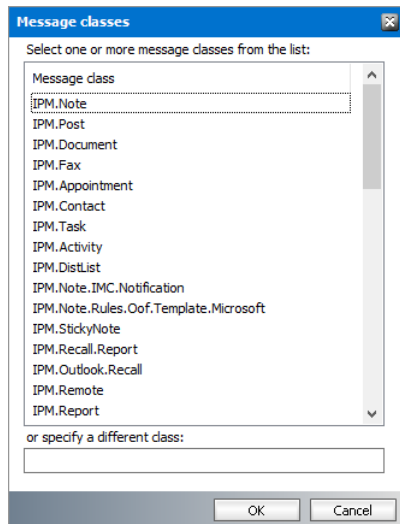 Message classes
Select one or more message classes from the list:
Message class
IPM.Note
IPM.Post
IPM.Document
IPM.Fax
IPM.Appointment
IPM.Contact
IPM.Task
IPM.Activity
IPM.DistList
IPM.Note.IMC.Notification
IPM.Note.Rules.Oof.Template.Microsoft
IPM.StickyNote
IPM.Recall.Report
IPM.Outlook.Recall
IPM.Remote
IPM.Report
or specify a different class:
OK Cancel